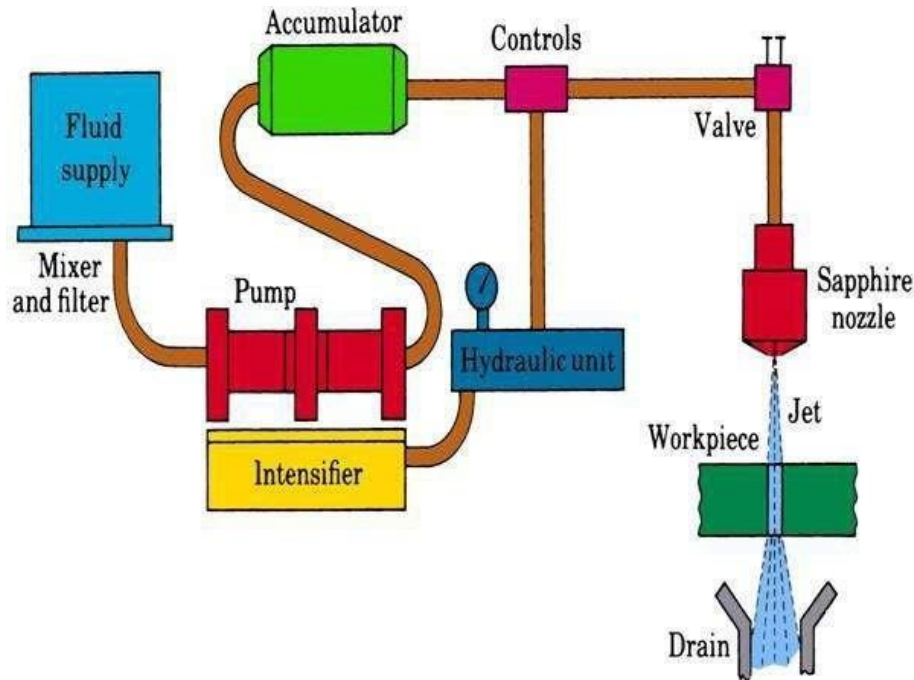 Accumulator
Controls
Fluid
supply
Valve
Mixer
and filter
Pump
Sapphire
nozzle
Hydraulic unit
Jet
Workpiece
Intensifier
Drain